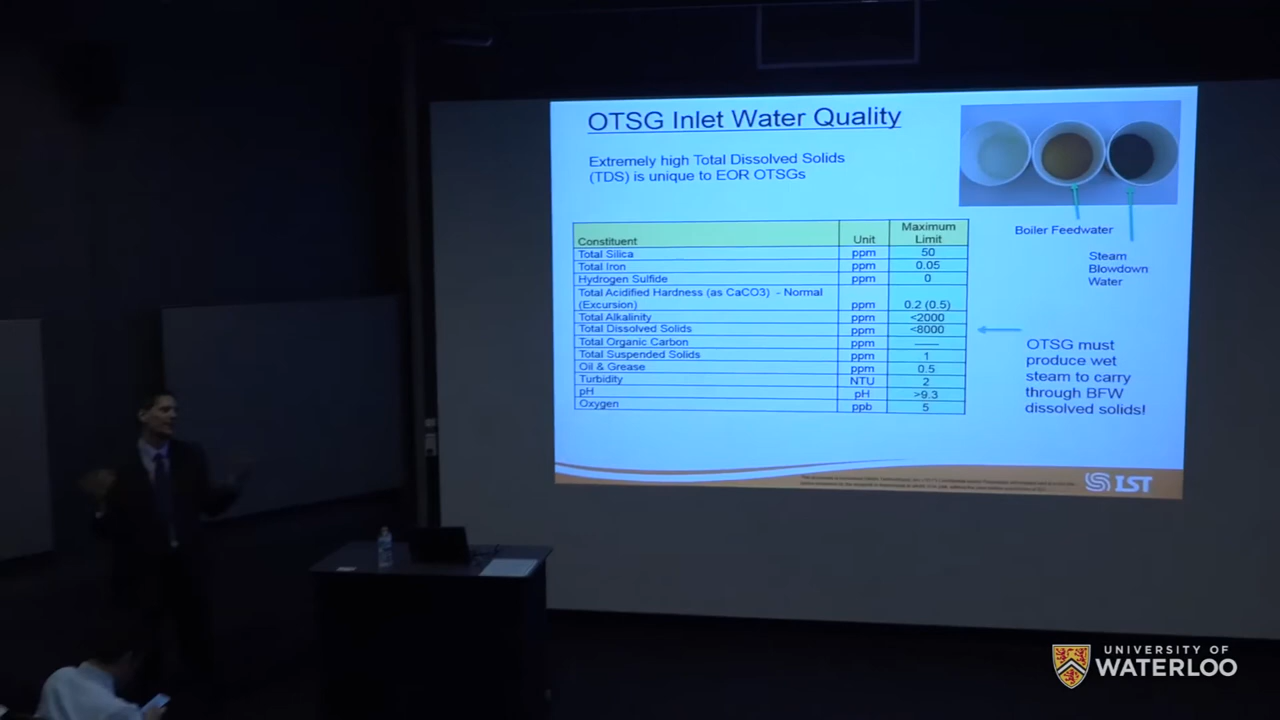 OTSG Inlet Water Quality
Extremely high Total Dissolved Solids
(TDS) is unique to EOR OTSGs
Boiler Feedwater
Steam
Blowdown
Water
Constituent Unit Maximum Limit
Total Silica ppm 50
Total Iron ppm 0.05
Hydrogen Sulfide ppm 0
Total Acidified Hardness (as CaCO3) - Normal
(Excursion) ppm 0.2 (0.5)
Total Alkalinity ppm <2000
Total Dissolved Solids ppm <8000
Total Organic Carbon ppm ——
Total Suspended Solids ppm 1
Oil & Grease ppm 0.5
Turbidity NTU 2
pH pH >9.3
Oxygen ppb 5
OTSG must
produce wet
steam to carry
through BFW
dissolved solids!
IST
UNIVERSITY OF
WATERLOO